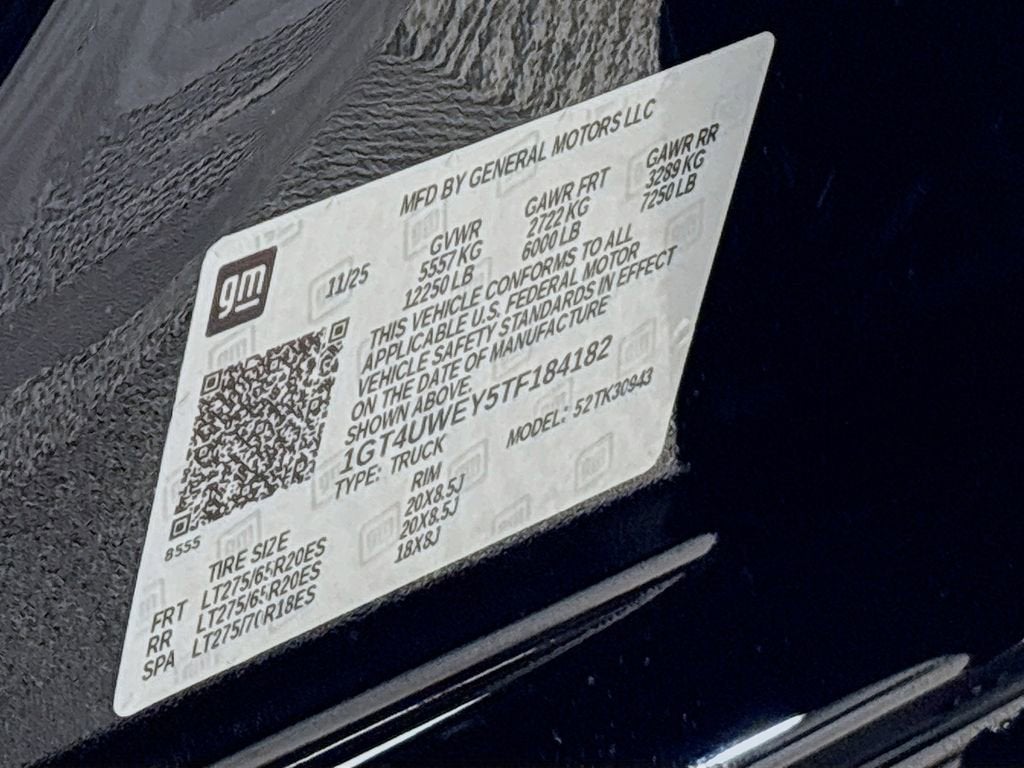 MFD BY GENERAL MOTORS LLC
gm
11/25
GVWR GAWR FRT GAWR RR
5557 KG 2722 KG 3289 KG
12250 LB 6000 LB 7250 LB
THIS VEHICLE CONFORMS TO ALL
APPLICABLE U.S. FEDERAL MOTOR
VEHICLE SAFETY STANDARDS IN EFFECT
ON THE DATE OF MANUFACTURE
SHOWN ABOVE.
1GT4UWEY5TF184182
TYPE: TRUCK MODEL: 52TK30943
8555
TIRE SIZE RIM
FRT LT275/65R20ES 20X8.5J
RR LT275/65R20ES 20X8.5J
SPA LT275/70R18ES 18X8J